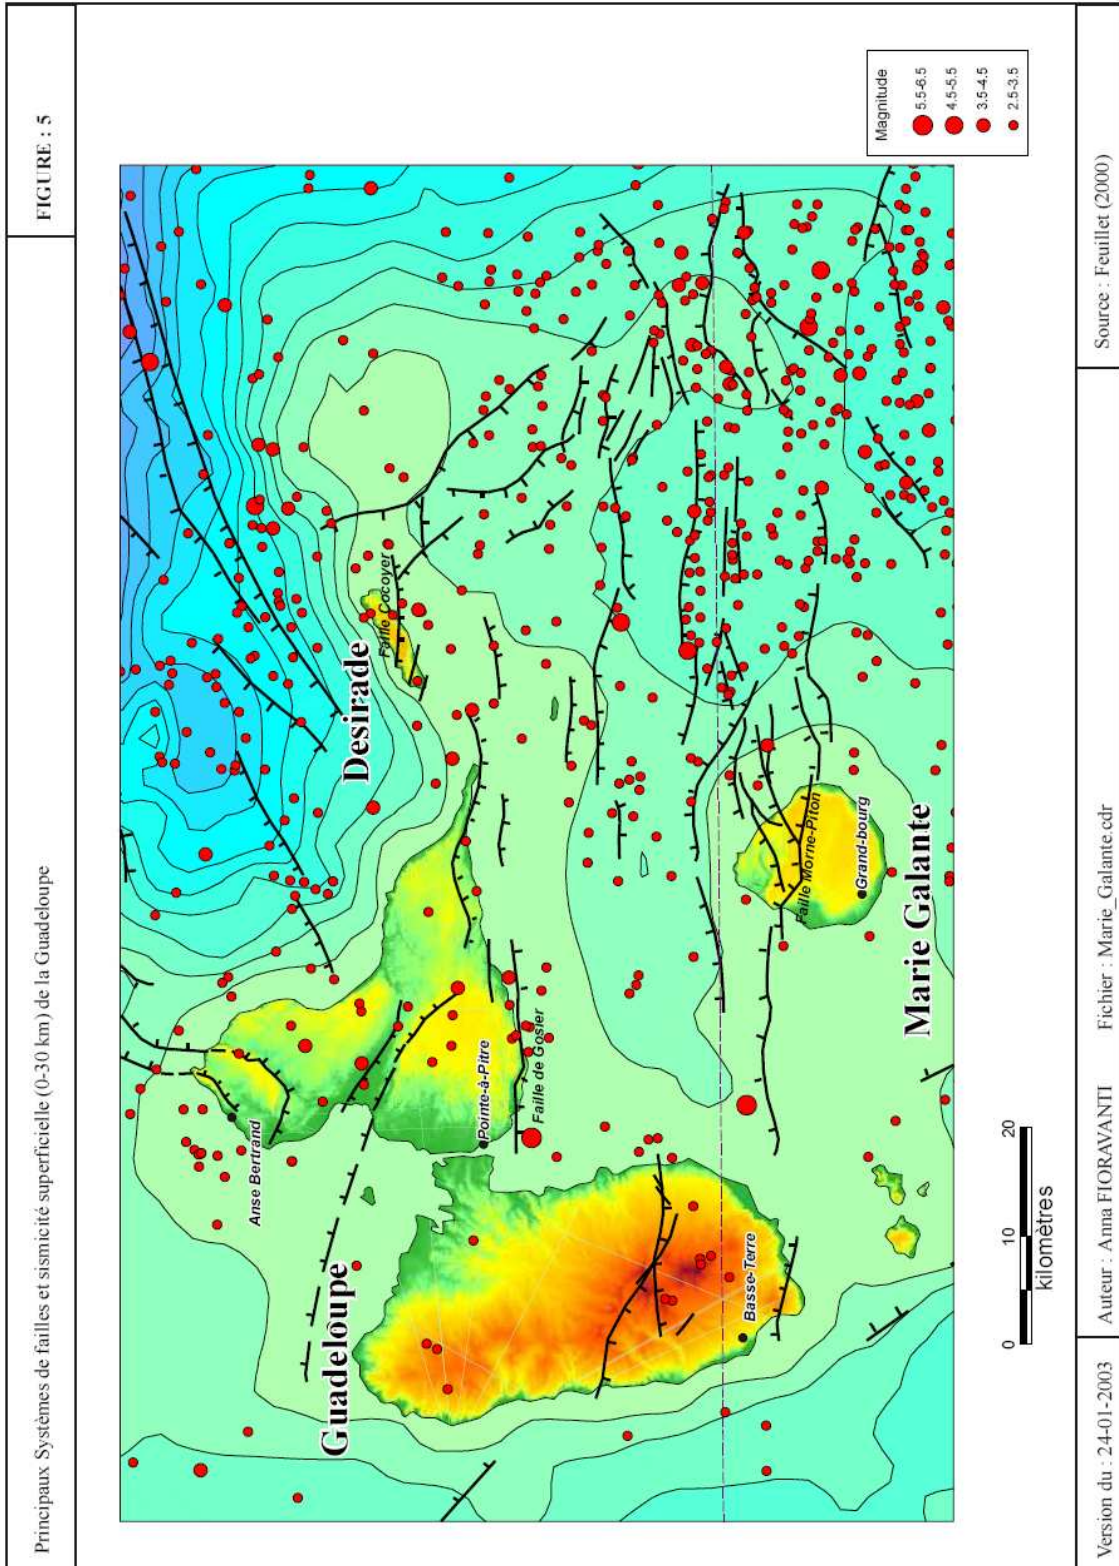 Principaux Systèmes de failles et sismicité superficielle (0-30 km) de la Guadeloupe
FIGURE : 5
Anse Bertrand
Desirade
Faille Cocoyer
Guadeloupe
Pointe-à-Pitre
Faille de Gosier
Basse-Terre
Faille Morne-Piton
Grand-bourg
Marie Galante
Magnitude
5.5-6.5
4.5-5.5
3.5-4.5
2.5-3.5
0
10
20
kilomètres
Version du : 24-01-2003
Auteur : Anna FIORAVANTI
Fichier : Marie_Galante.cdr
Source : Feuillet (2000)